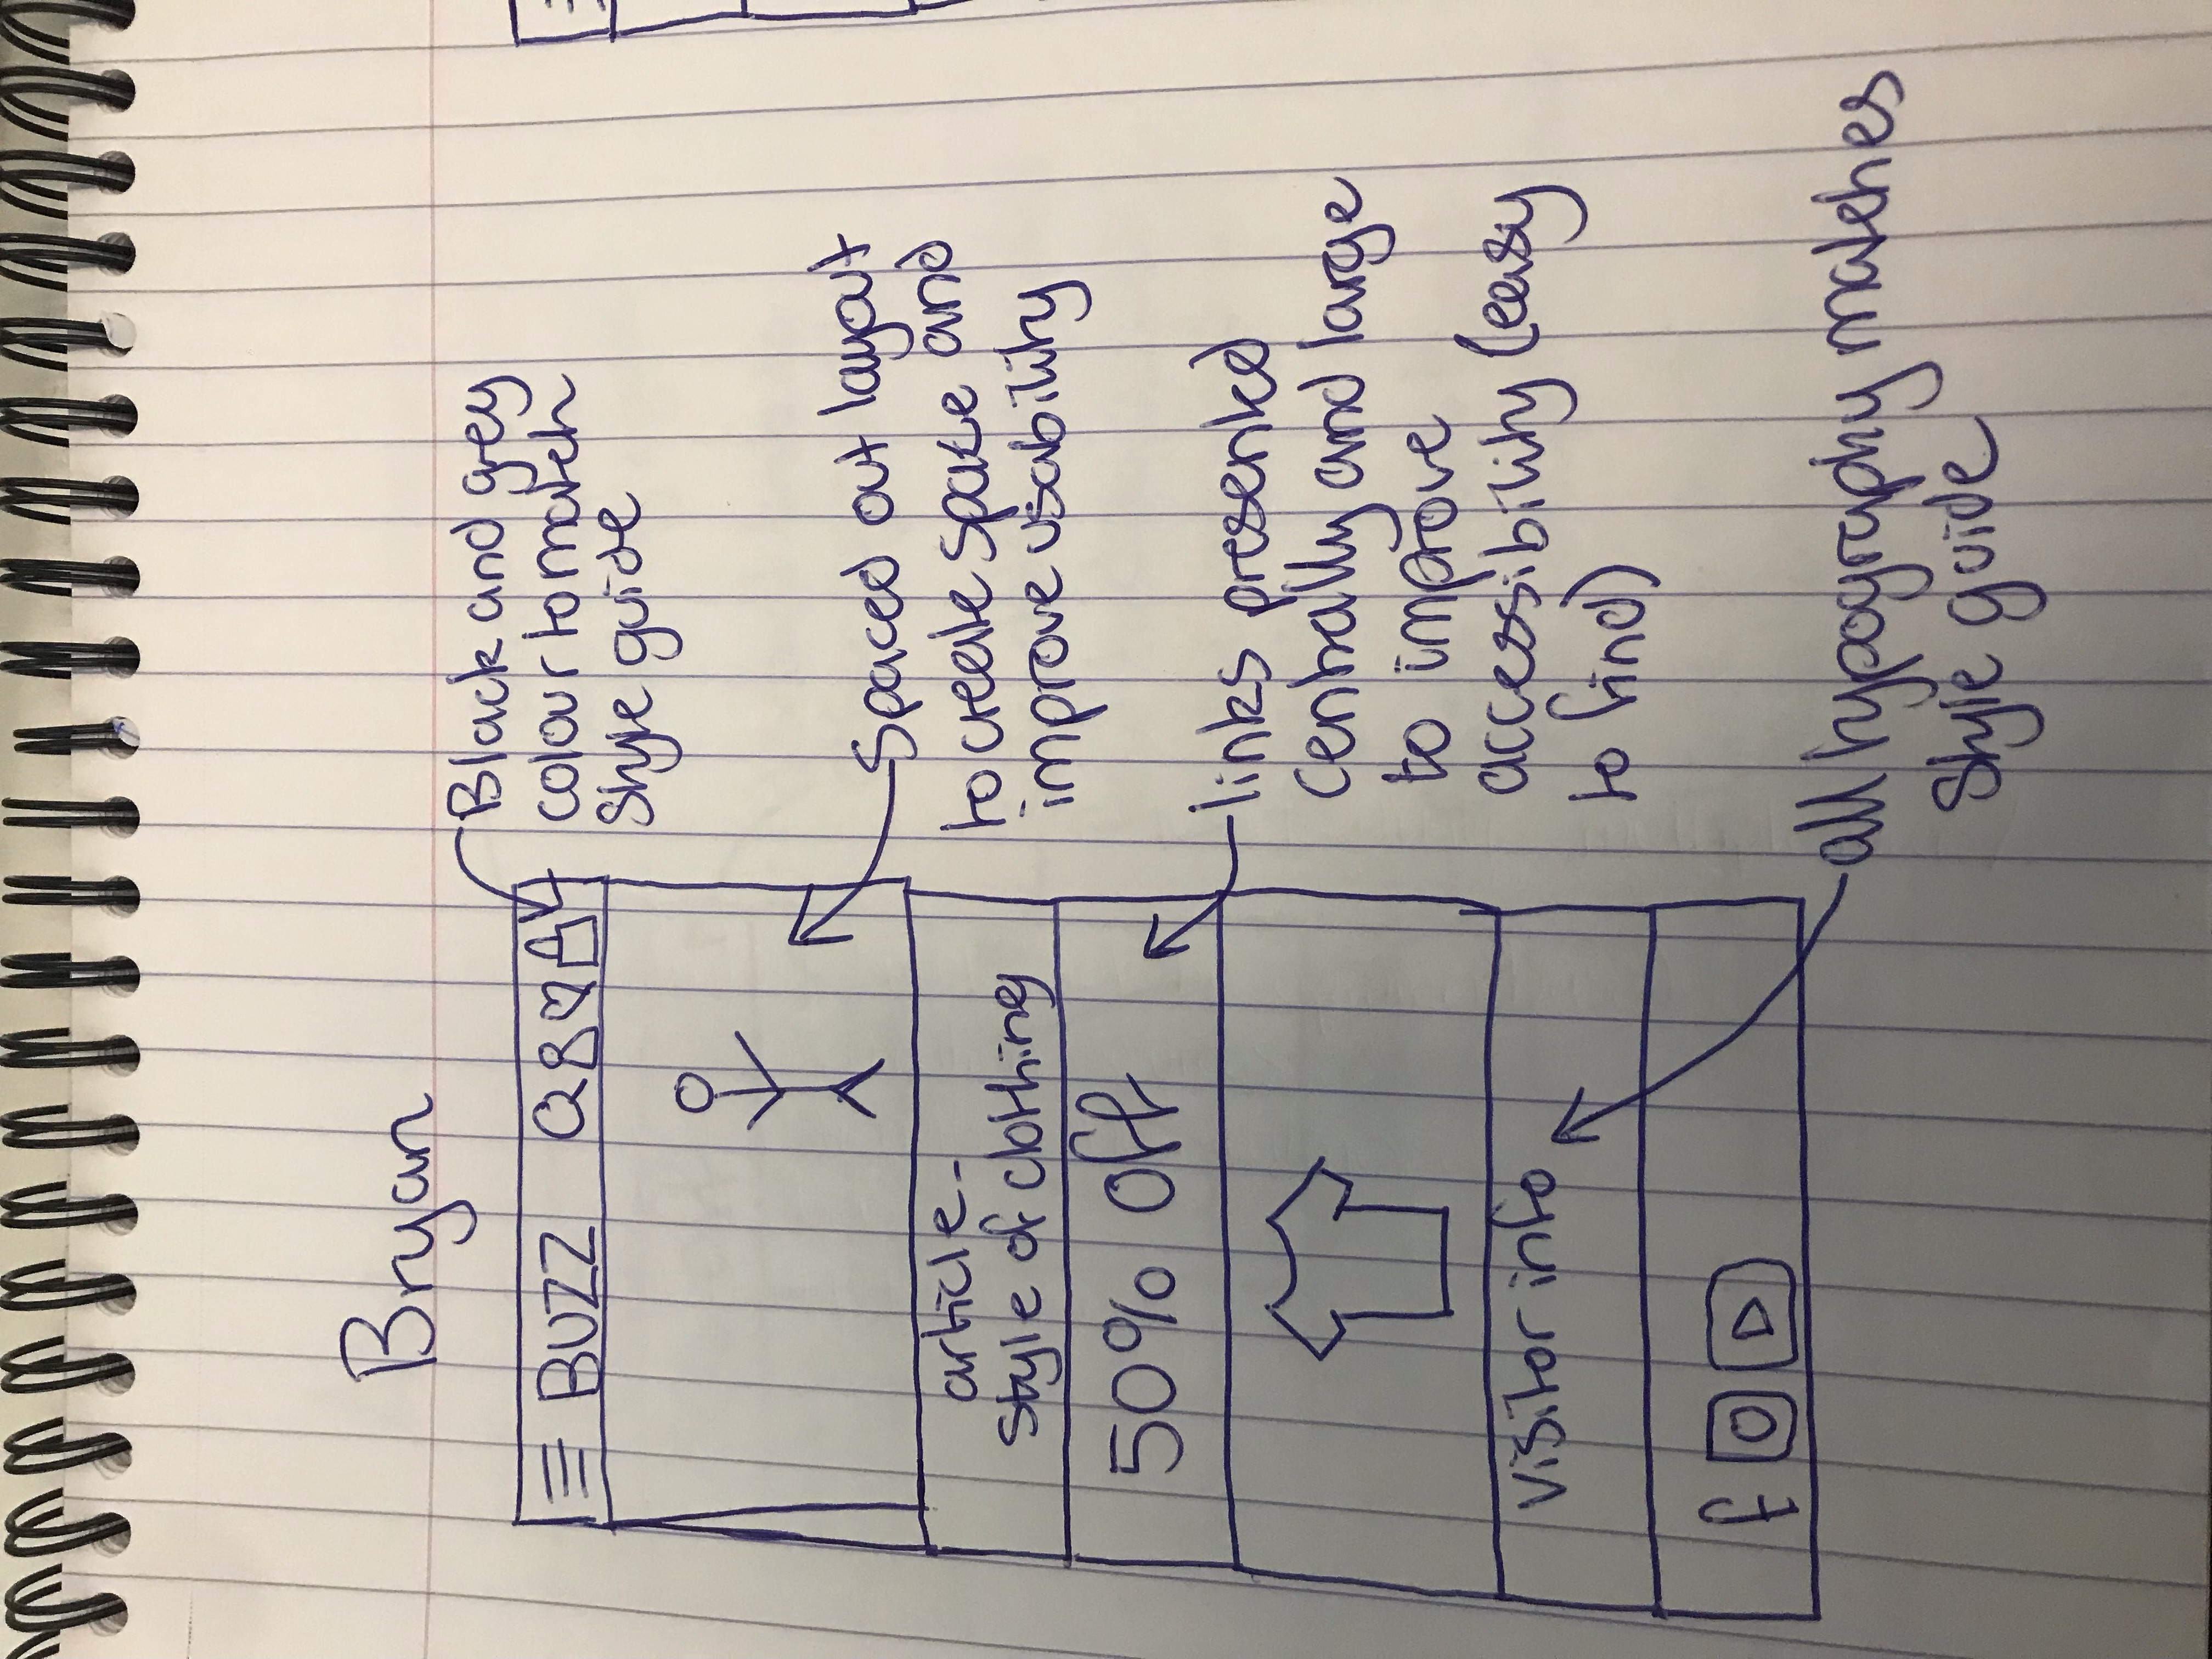 Bryan
BUZZ
Black and grey
colour to match
Style guide
article-
Style of clothing
Spaced out layout
to create space and
improve usability
50% Off
links presented
centrally and large
to improve
accessibility (easy
to find)
visitor info
f
all typography matches
Style guide